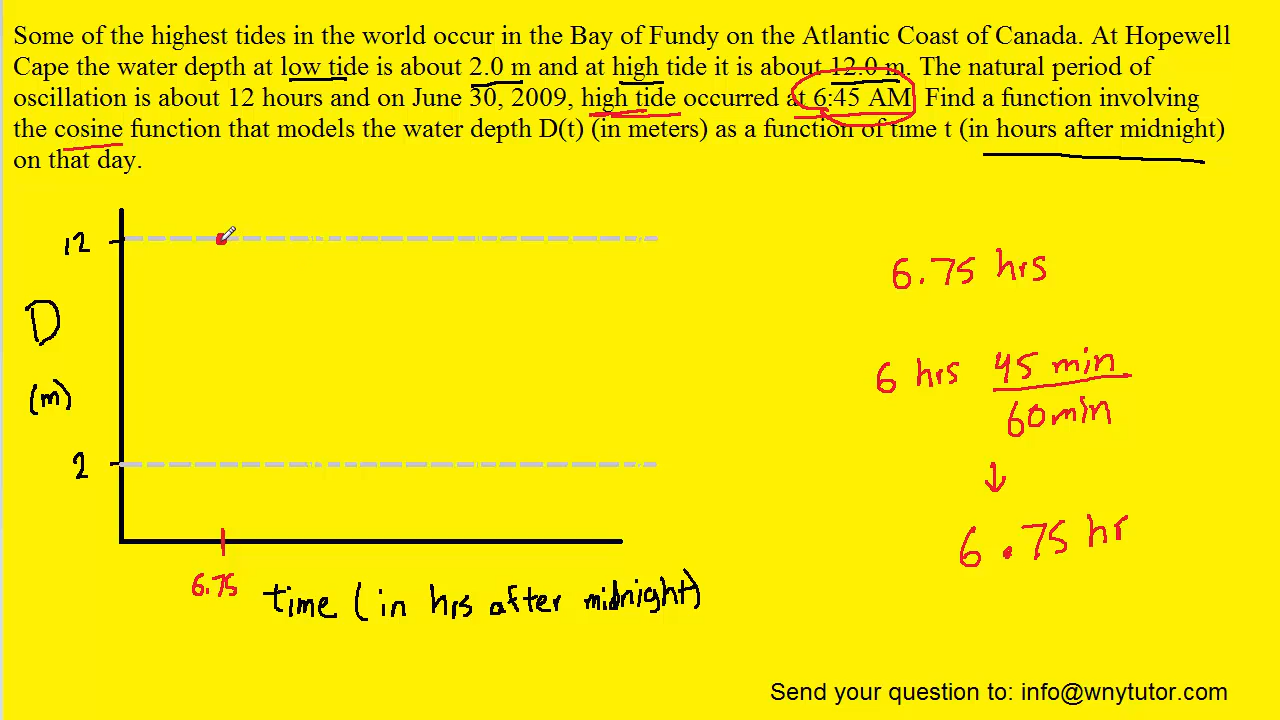 Some of the highest tides in the world occur in the Bay of Fundy on the Atlantic Coast of Canada. At Hopewell
Cape the water depth at low tide is about 2.0 m and at high tide it is about 12.0 m. The natural period of
oscillation is about 12 hours and on June 30, 2009, high tide occurred at 6:45 AM. Find a function involving
the cosine function that models the water depth D(t) (in meters) as a function of time t (in hours after midnight)
on that day.
12
D
(m)
2
6.75
time (in hrs after midnight)
6.75 hrs
6 hrs 45 min
60min
↓
6.75 hr
Send your question to: info@wnytutor.com